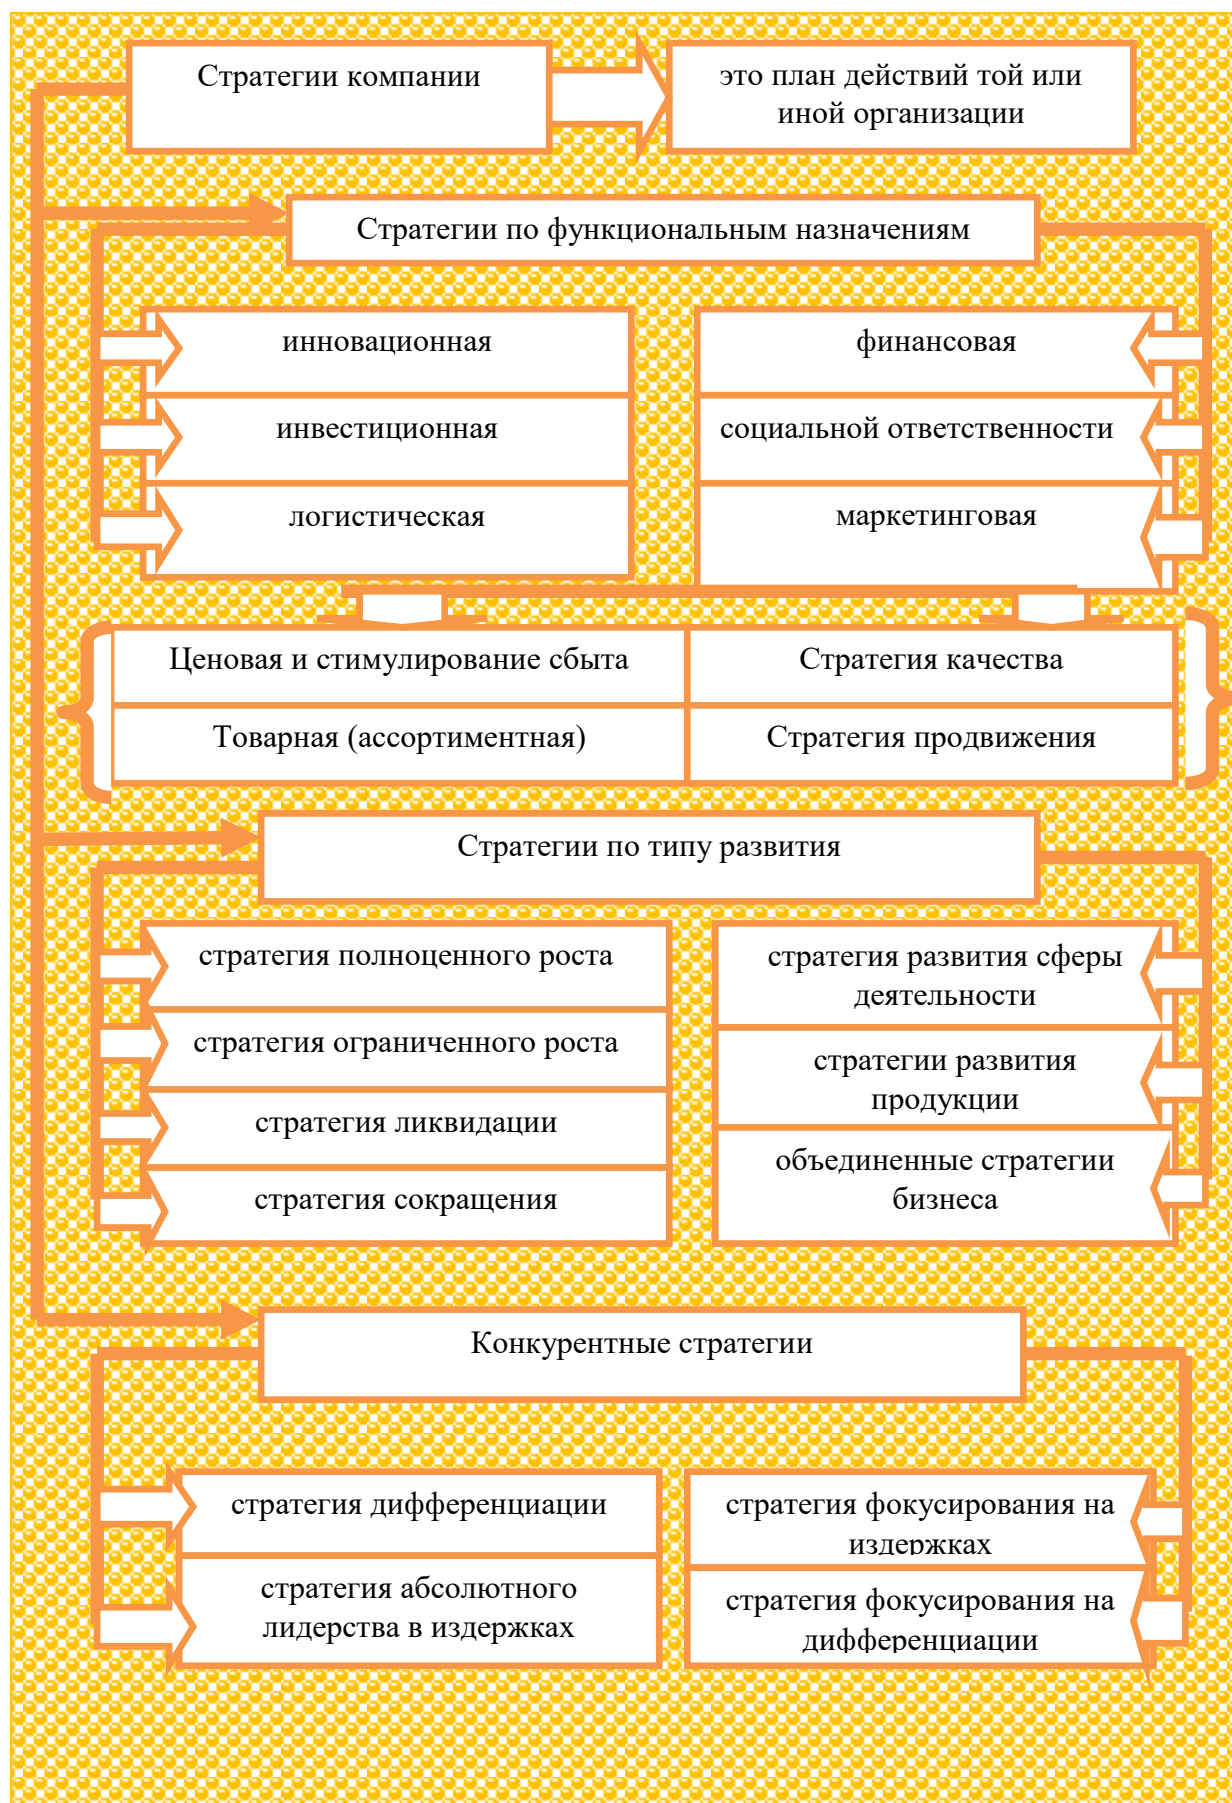 Стратегии компании
это план действий той или
иной организации
Стратегии по функциональным назначениям
инновационная
финансовая
инвестиционная
социальной ответственности
логистическая
маркетинговая
Ценовая и стимулирование сбыта
Стратегия качества
Товарная (ассортиментная)
Стратегия продвижения
Стратегии по типу развития
стратегия полноценного роста
стратегия ограниченного роста
стратегия ликвидации
стратегия сокращения
стратегия развития сферы
деятельности
стратегии развития
продукции
объединенные стратегии
бизнеса
Конкурентные стратегии
стратегия дифференциации
стратегия абсолютного
лидерства в издержках
стратегия фокусирования на
издержках
стратегия фокусирования на
дифференциации